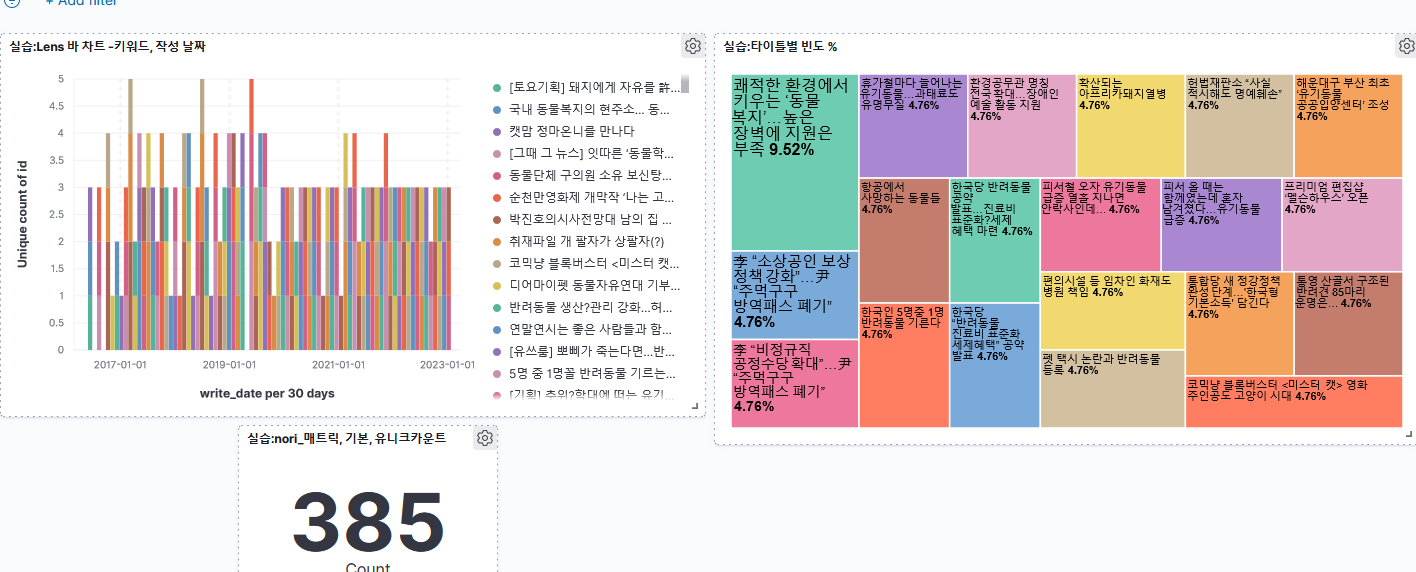 + Add filter
실습:Lens 바 차트 -키워드, 작성 날짜
Unique count of id
5
4.5
4
3.5
3
2.5
2
1.5
1
0.5
0
2017-01-01
2019-01-01
2021-01-01
2023-01-01
write_date per 30 days
[토요기획] 돼지에게 자유를 許...
국내 동물복지의 현주소... 동...
캣맘 정마온니를 만나다
[그때 그 뉴스] 잇따른 ‘동물학...
동물단체 구의원 소유 보신탕...
순천만영화제 개막작 ‘나는 고...
박진호의시사전망대 남의 집 ...
취재파일 개 팔자가 상팔자(?)
코믹냥 블록버스터 <미스터 캣...
디어마이펫 동물자유연대 기부...
반려동물 생산?관리 강화...허...
연말연시는 좋은 사람들과 함...
[유쓰룸] 뽀삐가 죽는다면...반...
5명 중 1명꼴 반려동물 기르는...
[기획] 추위?학대에 떠는 유기...
실습:타이틀별 빈도 %
쾌적한 환경에서
키우는 ‘동물
복지’…높은
장벽에 지원은
부족 9.52%
李 “소상공인 보상
정책 강화”…尹
“주먹구구
방역패스 폐기”
4.76%
李 “비정규직
공정수당 확대”…尹
“주먹구구
방역패스 폐기”
4.76%
휴가철마다 늘어나는
유기동물…과태료도
유명무실 4.76%
환경공무관 명칭
전국 확대…장애인
예술 활동 지원
4.76%
확산되는
아프리카돼지열병
4.76%
헌법재판소 “사실
적시해도 명예훼손”
4.76%
해운대구 부산 최초
‘유기동물
공공입양센터’ 조성
4.76%
항공에서
사망하는 동물들
4.76%
한국당 반려동물
공약
발표…진료비
표준화?세제
혜택 마련 4.76%
피서철 오자 유기동물
급증 열흘 지나면
안락사인데… 4.76%
피서 올 때는
함께였는데 혼자
남겨졌다…유기동물
급증 4.76%
프리미엄 편집샵
‘멜슨하우스’ 오픈
4.76%
한국인 5명중 1명
반려동물 기른다
4.76%
한국당
“반려동물
진료비 표준화
세제혜택” 공약
발표 4.76%
편의시설 등 임차인 화재도
병원 책임 4.76%
펫 택시 논란과 반려동물
등록 4.76%
통합당 새 정강정책
완성 단계…‘한국형
기본소득’ 담긴다
4.76%
통영 산골서 구조된
반려견 85마리
운명은… 4.76%
코믹냥 블록버스터 <미스터 캣> 영화
주인공도 고양이 시대 4.76%
실습:nori_매트릭, 기본, 유니크카운트
385
Count